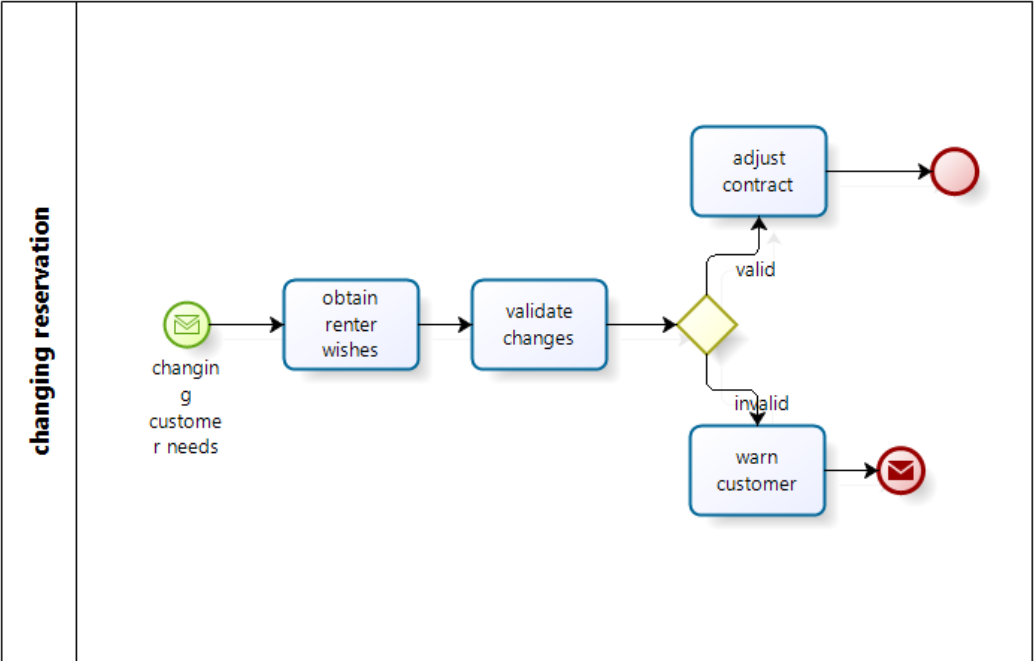 changing reservation
changin
g
custome
r needs
obtain
renter
wishes
validate
changes
adjust
contract
valid
invalid
warn
customer